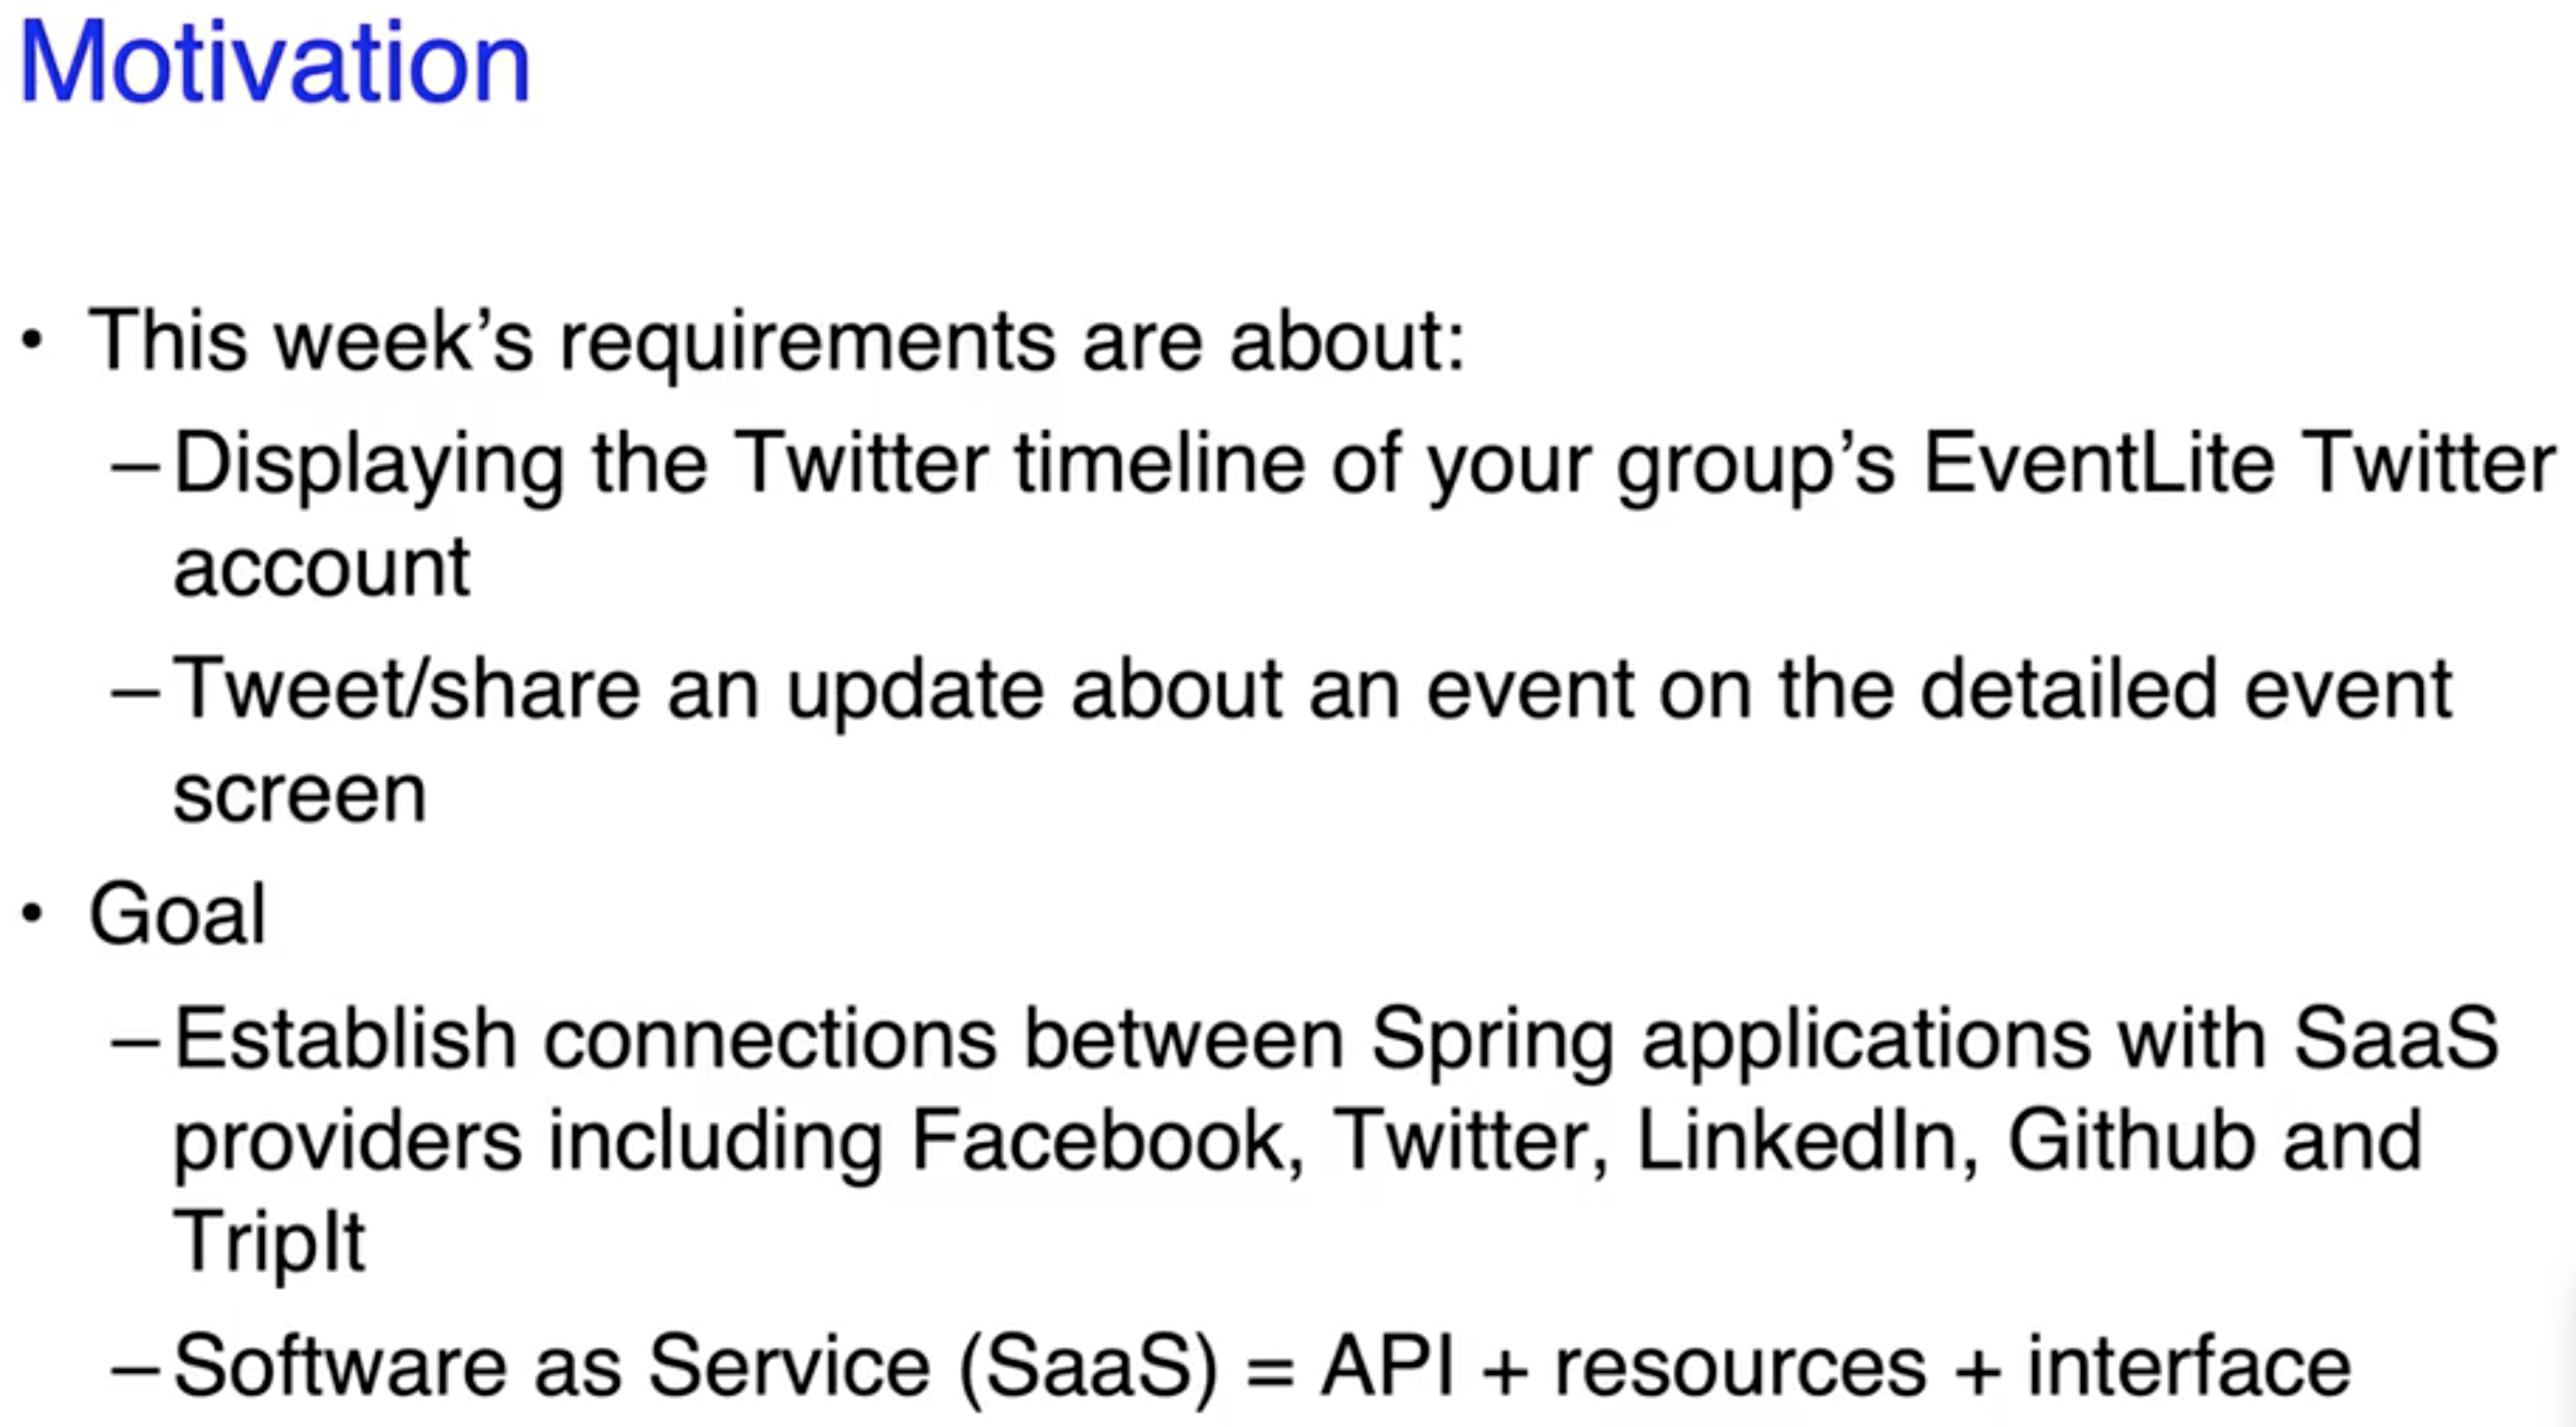 Motivation
• This week’s requirements are about:
–Displaying the Twitter timeline of your group’s EventLite Twitter
account
–Tweet/share an update about an event on the detailed event
screen
• Goal
–Establish connections between Spring applications with SaaS
providers including Facebook, Twitter, LinkedIn, Github and
TripIt
–Software as Service (SaaS) = API + resources + interface